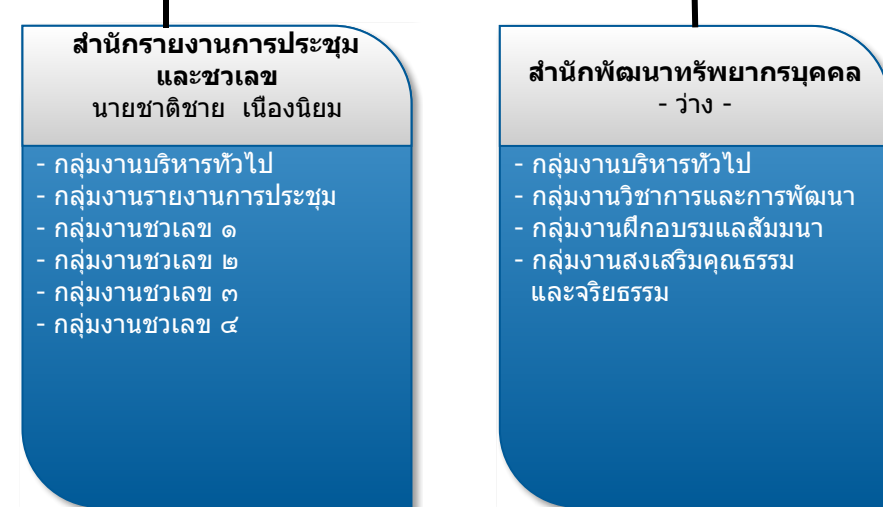 สำนักรายงานการประชุม
และชวเลข
นายชาติชาย เนืองนิยม
- กลุ่มงานบริหารทั่วไป
- กลุ่มงานรายงานการประชุม
- กลุ่มงานชวเลข ๑
- กลุ่มงานชวเลข ๒
- กลุ่มงานชวเลข ๓
- กลุ่มงานชวเลข ๔
สำนักพัฒนาทรัพยากรบุคคล
- ว่าง -
- กลุ่มงานบริหารทั่วไป
- กลุ่มงานวิชาการและการพัฒนา
- กลุ่มงานฝึกอบรมแลสัมมนา
- กลุ่มงานสงเสริมคุณธรรม
และจริยธรรม